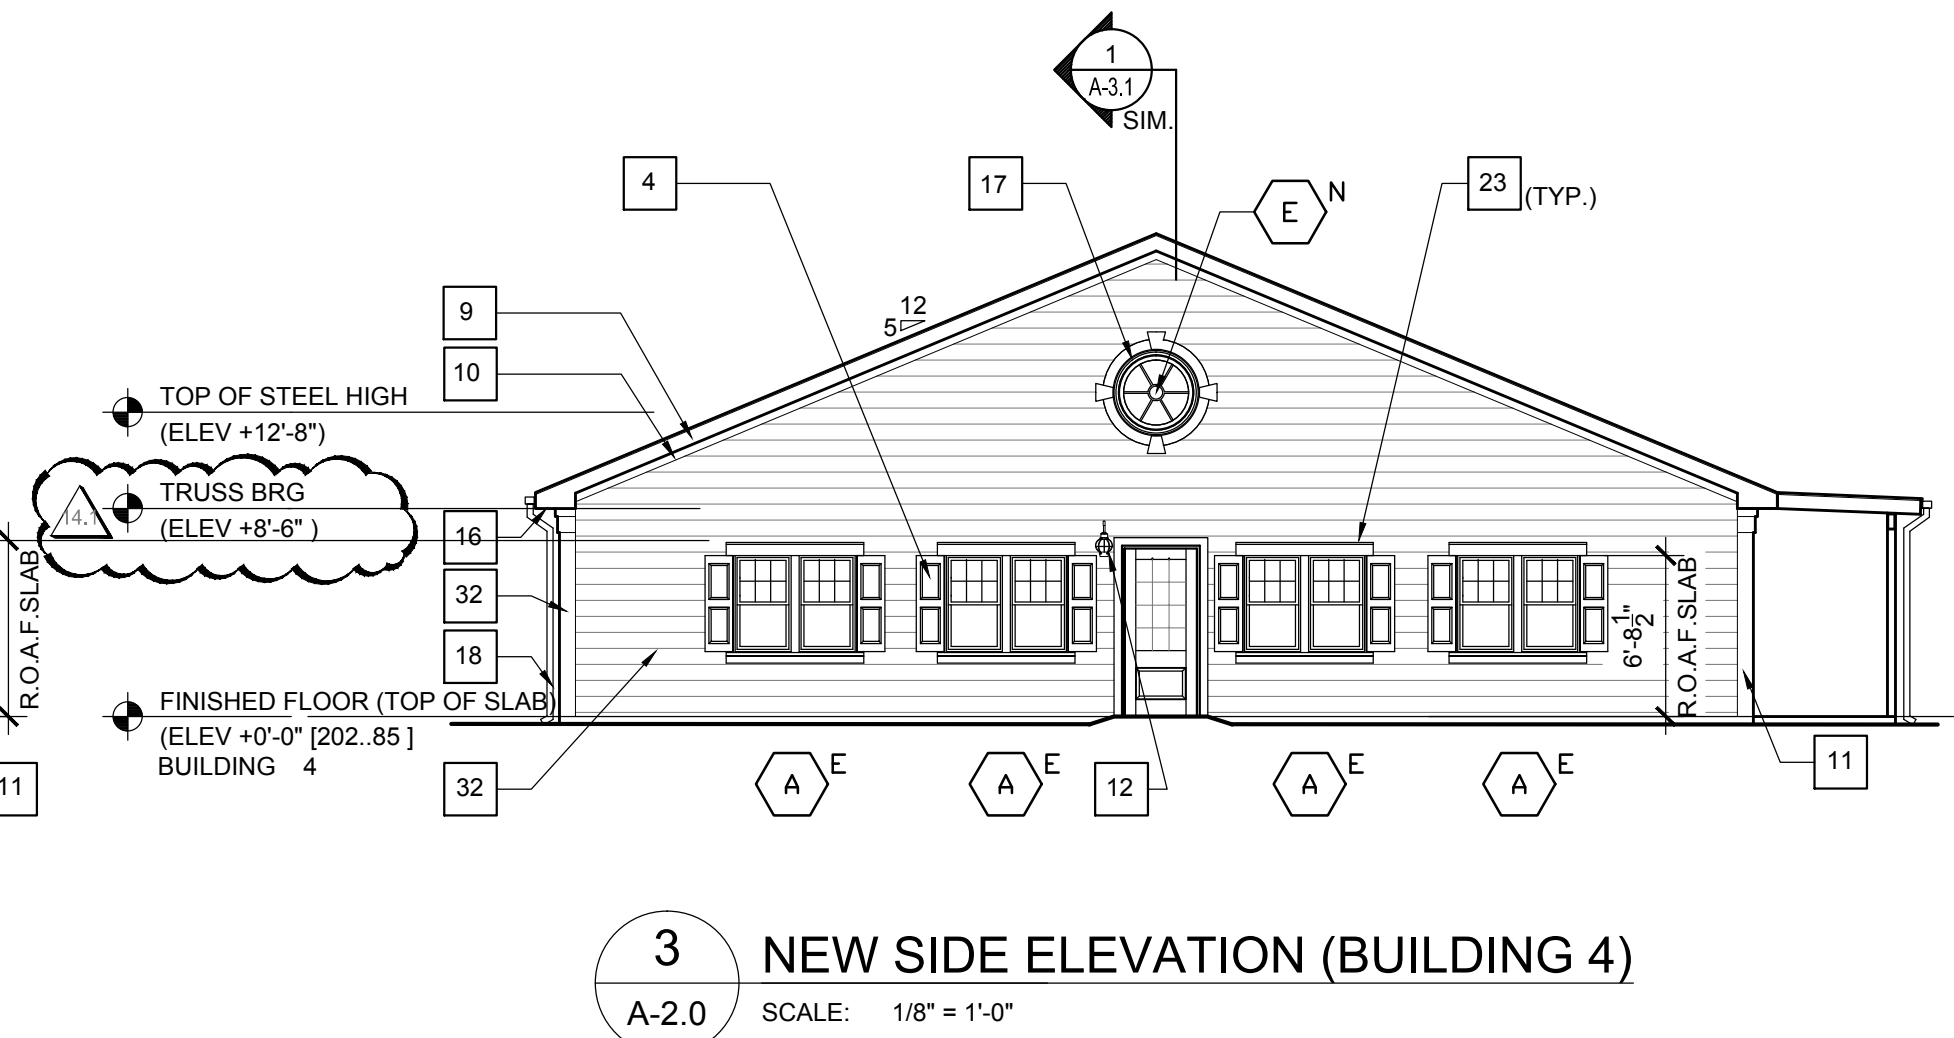 1
A-3.1
SIM.
4
17
E
N
23
(TYP.)
9
12
5
10
TOP OF STEEL HIGH
(ELEV +12'-8")
TRUSS BRG
14.1
(ELEV +8'-6" )
16
32
18
R.O.A.F.SLAB
6'-8 1/2"
R.O.A.F.SLAB
FINISHED FLOOR (TOP OF SLAB)
(ELEV +0'-0" [202..85 ]
BUILDING 4
11
32
A
E
A
E
12
A
E
A
E
11
3
A-2.0
NEW SIDE ELEVATION (BUILDING 4)
SCALE: 1/8" = 1'-0"